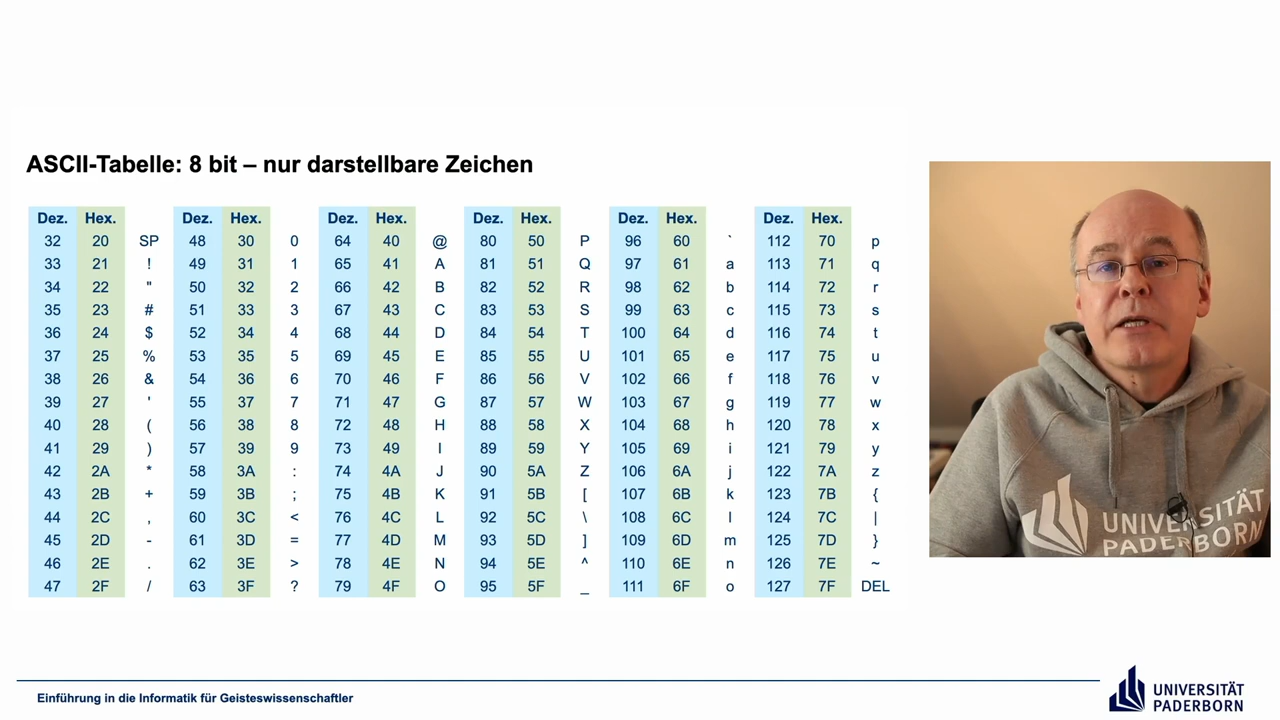 ASCII-Tabelle: 8 bit – nur darstellbare Zeichen
Dez. Hex. Dez. Hex. Dez. Hex. Dez. Hex. Dez. Hex. Dez. Hex.
32 20 SP 48 30 0 64 40 @ 80 50 P 96 60 ` 112 70 p
33 21 ! 49 31 1 65 41 A 81 51 Q 97 61 a 113 71 q
34 22 " 50 32 2 66 42 B 82 52 R 98 62 b 114 72 r
35 23 # 51 33 3 67 43 C 83 53 S 99 63 c 115 73 s
36 24 $ 52 34 4 68 44 D 84 54 T 100 64 d 116 74 t
37 25 % 53 35 5 69 45 E 85 55 U 101 65 e 117 75 u
38 26 & 54 36 6 70 46 F 86 56 V 102 66 f 118 76 v
39 27 ' 55 37 7 71 47 G 87 57 W 103 67 g 119 77 w
40 28 ( 56 38 8 72 48 H 88 58 X 104 68 h 120 78 x
41 29 ) 57 39 9 73 49 I 89 59 Y 105 69 i 121 79 y
42 2A * 58 3A : 74 4A J 90 5A Z 106 6A j 122 7A z
43 2B + 59 3B ; 75 4B K 91 5B [ 107 6B k 123 7B {
44 2C , 60 3C < 76 4C L 92 5C \ 108 6C l 124 7C |
45 2D - 61 3D = 77 4D M 93 5D ] 109 6D m 125 7D }
46 2E . 62 3E > 78 4E N 94 5E ^ 110 6E n 126 7E ~
47 2F / 63 3F ? 79 4F O 95 5F _ 111 6F o 127 7F DEL
UNIVERSITÄT
PADERBORN
Einführung in die Informatik für Geisteswissenschaftler
UNIVERSITÄT
PADERBORN